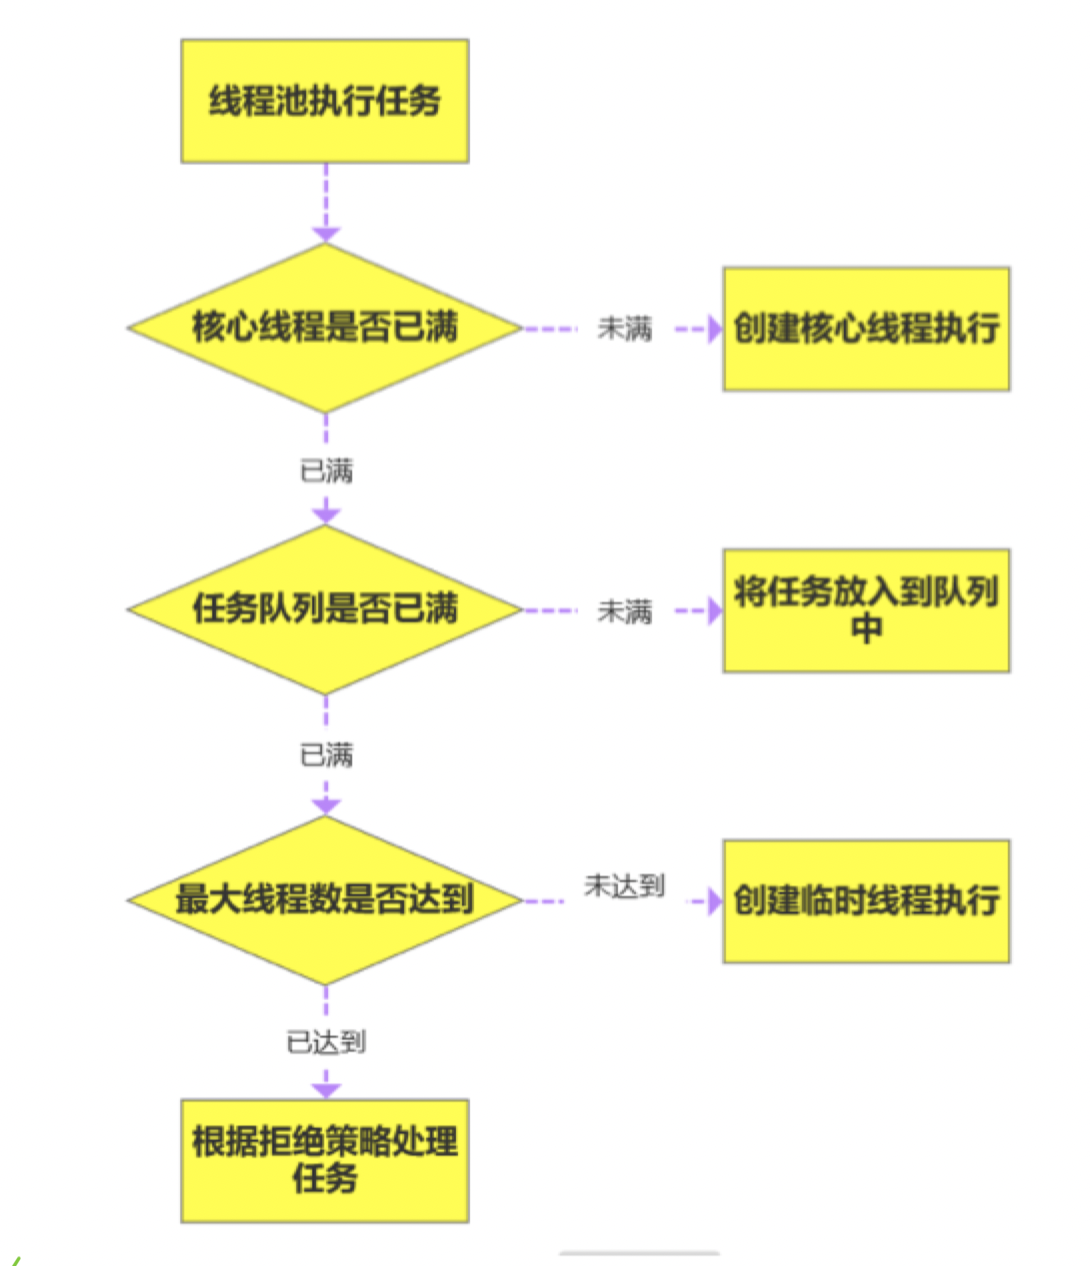 线程池执行任务
核心线程是否已满
未满
创建核心线程执行
已满
任务队列是否已满
未满
将任务放入到队列
中
已满
最大线程数是否达到
未达到
创建临时线程执行
已达到
根据拒绝策略处理
任务